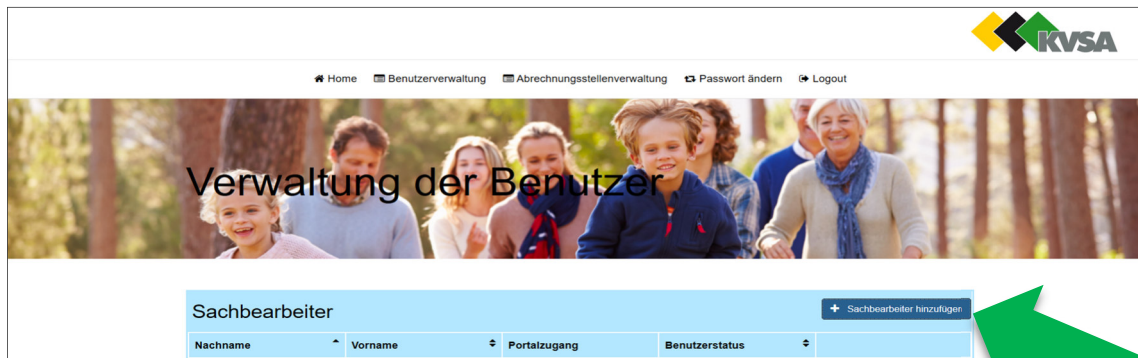 KVSA
Home Benutzerverwaltung Abrechnungsstellenverwaltung Passwort ändern Logout
Verwaltung der Benutzer
Sachbearbeiter
+ Sachbearbeiter hinzufügen
Nachname Vorname Portalzugang Benutzerstatus